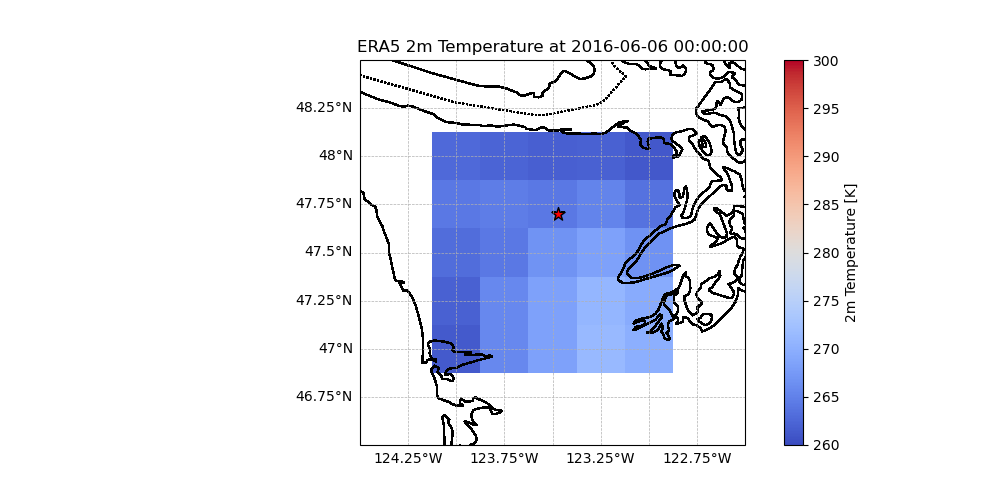 ERA5 2m Temperature at 2016-06-06 00:00:00
48.25°N
48°N
47.75°N
47.5°N
47.25°N
47°N
46.75°N
124.25°W 123.75°W 123.25°W 122.75°W
300
295
290
285
280
275
270
265
260
2m Temperature [K]